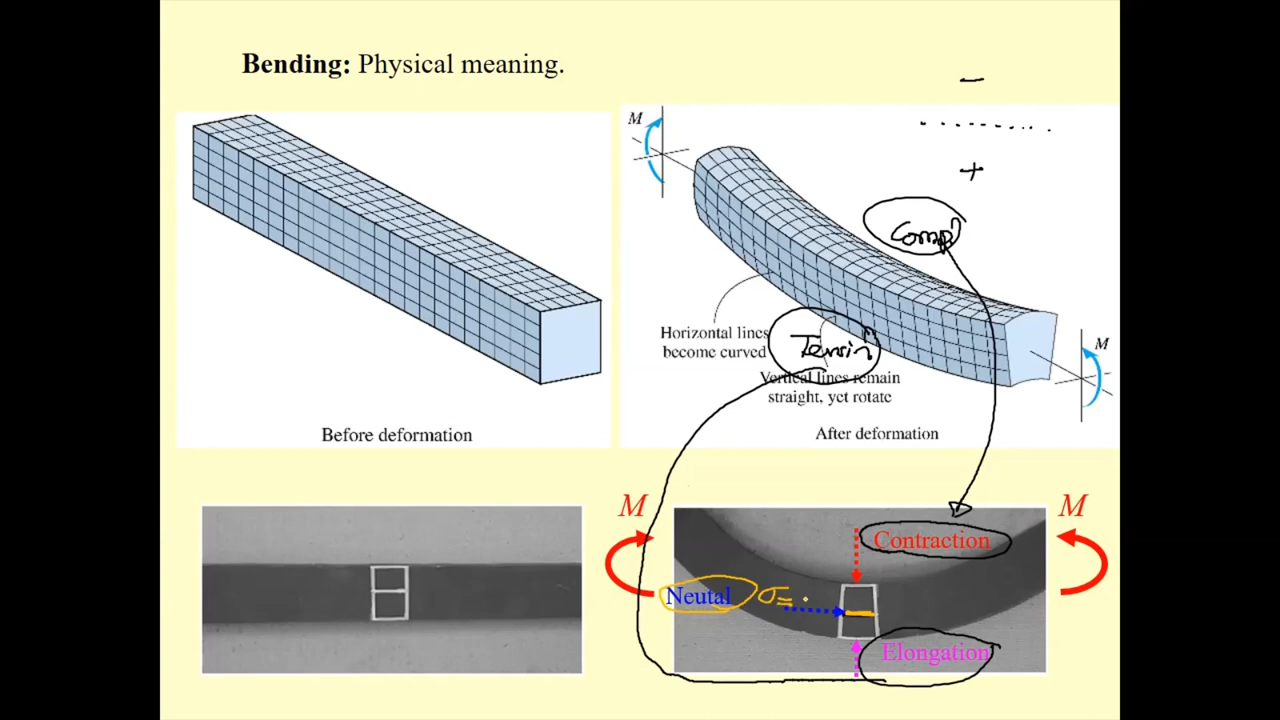 Bending: Physical meaning.
−
+
M
Compⁿ
Horizontal lines
become curved
Tension
Vertical lines remain
straight, yet rotate
M
Before deformation
After deformation
M
M
Contraction
Neutal
σ=
Elongation